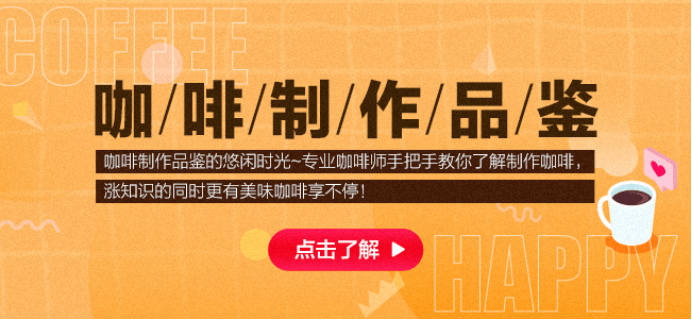 COFFEE
咖/啡/制/作/品/鉴
咖啡制作品鉴的悠闲时光~专业咖啡师手把手教你了解制作咖啡，
涨知识的同时更有美味咖啡享不停！
点击了解
HAPPY